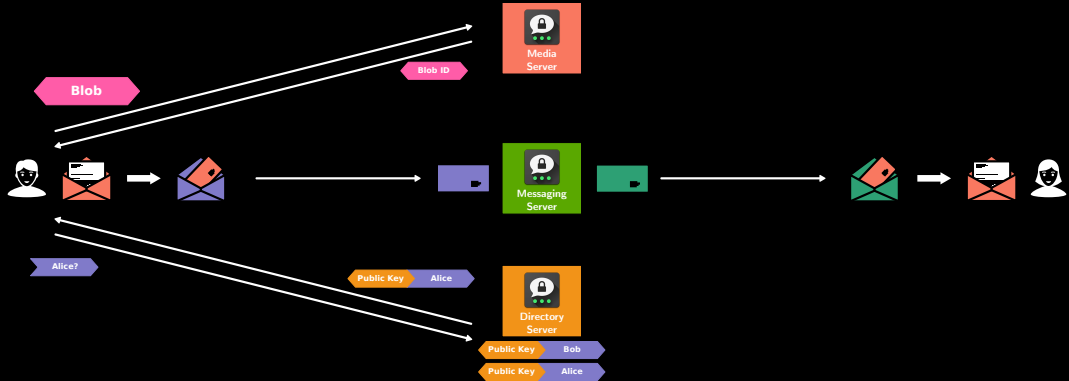 Media
Server
Blob ID
Blob
Messaging
Server
Alice?
Public Key Alice
Directory
Server
Public Key Bob
Public Key Alice